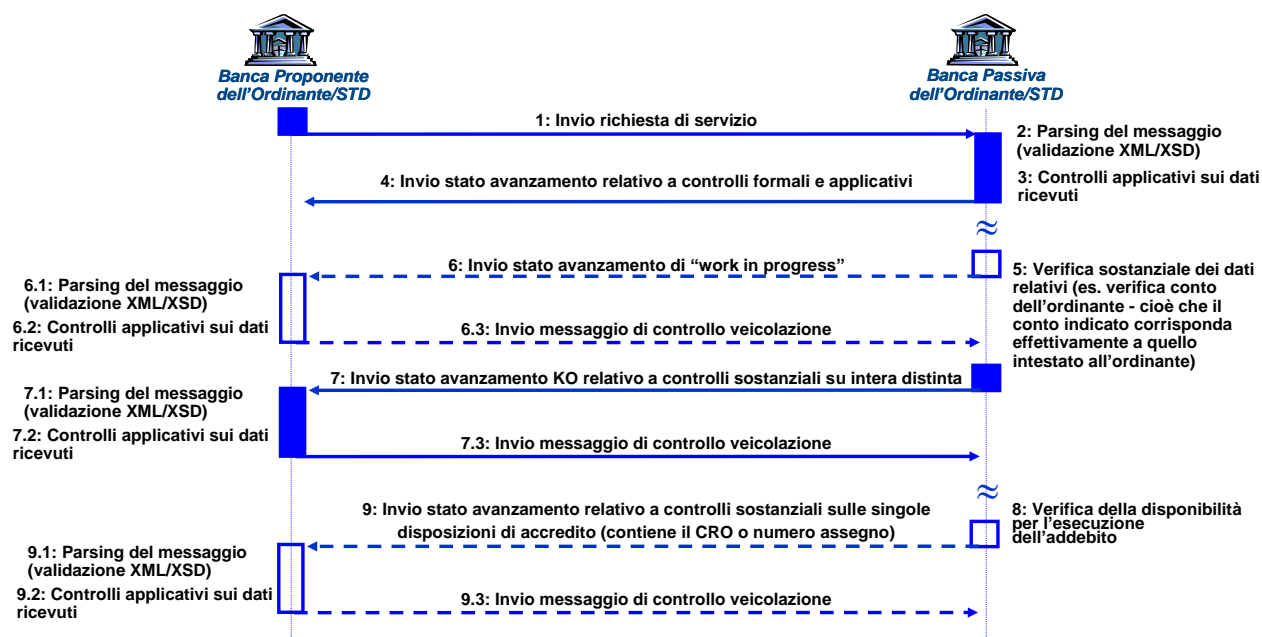 Banca Proponente
dell'Ordinante/STD
Banca Passiva
dell'Ordinante/STD
1: Invio richiesta di servizio
2: Parsing del messaggio
(validazione XML/XSD)
3: Controlli applicativi sui dati
ricevuti
4: Invio stato avanzamento relativo a controlli formali e applicativi
≈
5: Verifica sostanziale dei dati
relativi (es. verifica conto
dell'ordinante - cioè che il
conto indicato corrisponda
effettivamente a quello
intestato all'ordinante)
6: Invio stato avanzamento di “work in progress”
6.1: Parsing del messaggio
(validazione XML/XSD)
6.2: Controlli applicativi sui dati
ricevuti
6.3: Invio messaggio di controllo veicolazione
7: Invio stato avanzamento KO relativo a controlli sostanziali su intera distinta
7.1: Parsing del messaggio
(validazione XML/XSD)
7.2: Controlli applicativi sui dati
ricevuti
7.3: Invio messaggio di controllo veicolazione
≈
8: Verifica della disponibilità
per l'esecuzione
dell'addebito
9: Invio stato avanzamento relativo a controlli sostanziali sulle singole
disposizioni di accredito (contiene il CRO o numero assegno)
9.1: Parsing del messaggio
(validazione XML/XSD)
9.2: Controlli applicativi sui dati
ricevuti
9.3: Invio messaggio di controllo veicolazione